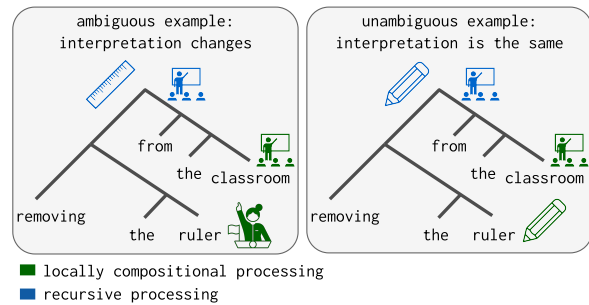 ambiguous example:
interpretation changes
from
the
classroom
removing
the
ruler
unambiguous example:
interpretation is the same
from
the
classroom
removing
the
ruler
locally compositional processing
recursive processing